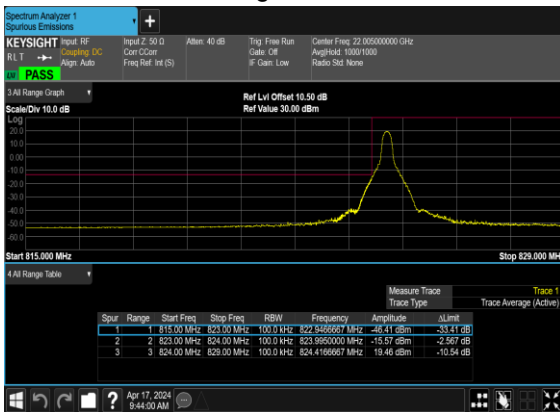 Spectrum Analyzer 1
Spurious Emissions
KEYSIGHT Input: RF Input Z: 50 Ω Atten: 40 dB Trig: Free Run Center Freq: 22.005000000 GHz
RLT Coupling: DC Corr CCorr Gate: Off Avg|Hold: 1000/1000
Align: Auto Freq Ref: Int (S) IF Gain: Low Radio Std: None
PASS
3 All Range Graph
Ref Lvl Offset 10.50 dB
Scale/Div 10.0 dB Ref Value 30.00 dBm
Log
20.0
10.0
0.00
-10.0
-20.0
-30.0
-40.0
-50.0
-60.0
Start 815.000 MHz Stop 829.000 MH
4 All Range Table
Measure Trace Trace 1
Trace Type Trace Average (Active)
Spur Range Start Freq Stop Freq RBW Frequency Amplitude ΔLimit
1 1 815.00 MHz 823.00 MHz 100.0 kHz 822.9466667 MHz -46.41 dBm -33.41 dB
2 2 823.00 MHz 824.00 MHz 100.0 kHz 823.9950000 MHz -15.57 dBm -2.567 dB
3 3 824.00 MHz 829.00 MHz 100.0 kHz 824.4166667 MHz 19.46 dBm -10.54 dB
Apr 17, 2024
9:44:00 AM